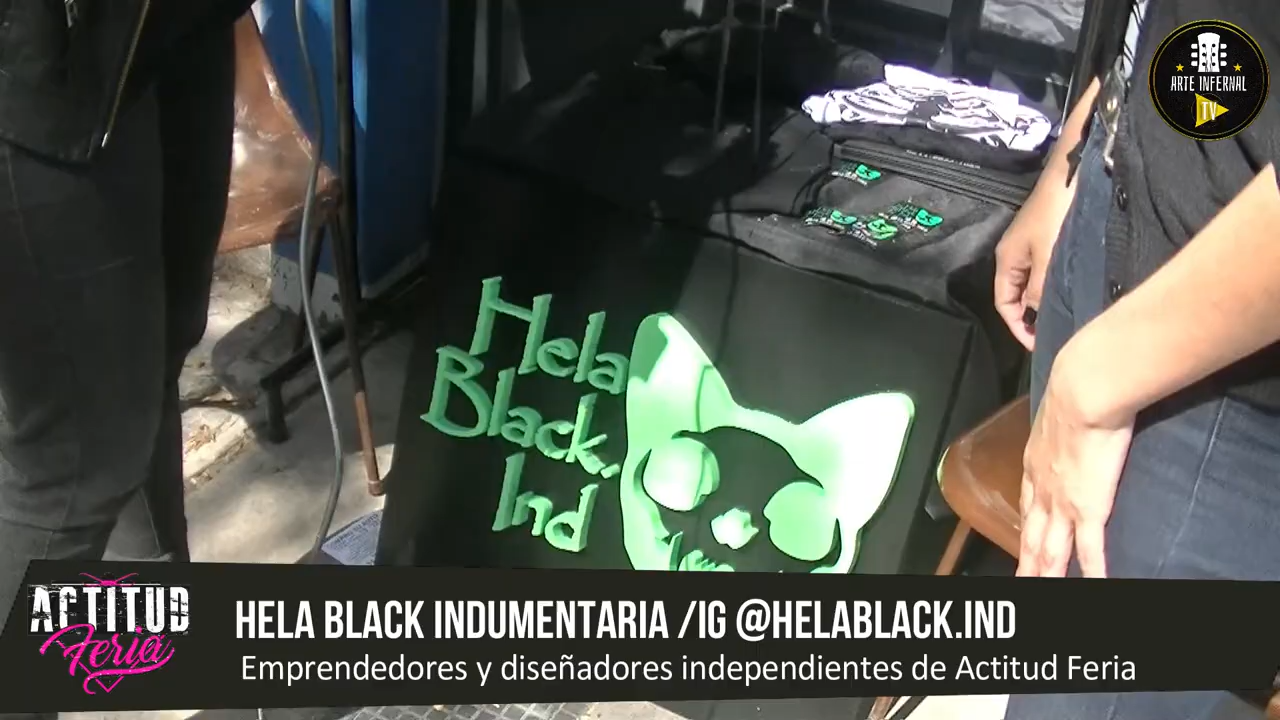 ARTE INFERNAL
TV
Hela
Black.
Ind
ACTITUD
Feria
HELA BLACK INDUMENTARIA /IG @HELABLACK.IND
Emprendedores y diseñadores independientes de Actitud Feria